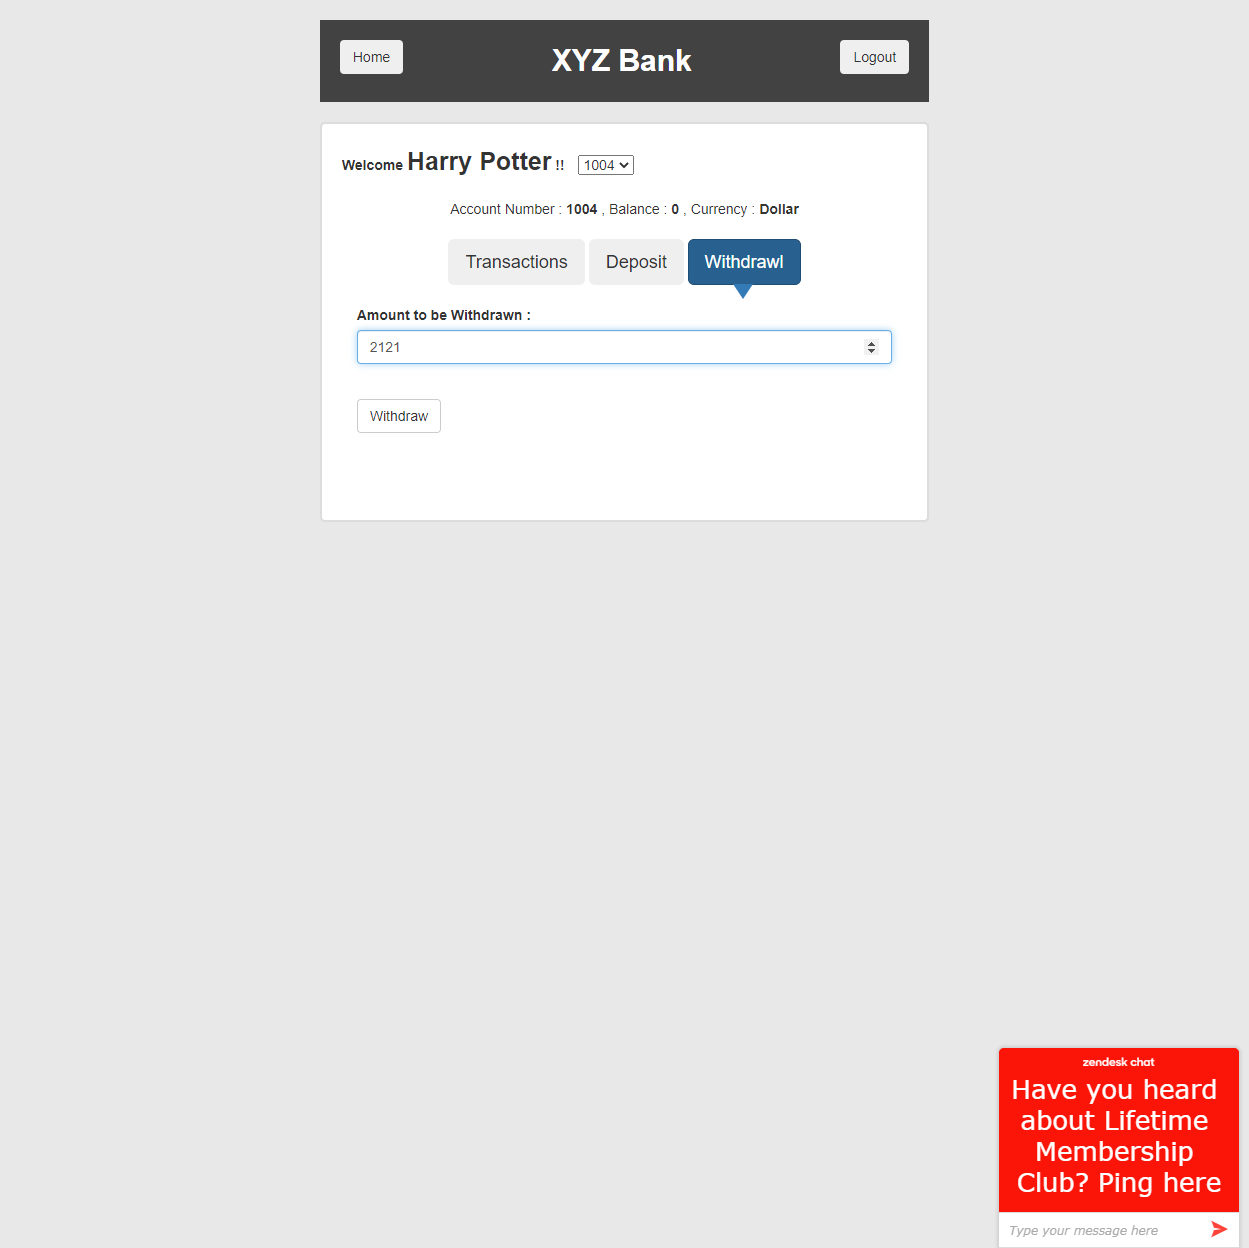 Home
XYZ Bank
Logout
Welcome Harry Potter !! 1004
Account Number : 1004 , Balance : 0 , Currency : Dollar
Transactions
Deposit
Withdrawl
Amount to be Withdrawn :
2121
Withdraw
zendesk chat
Have you heard
about Lifetime
Membership
Club? Ping here
Type your message here